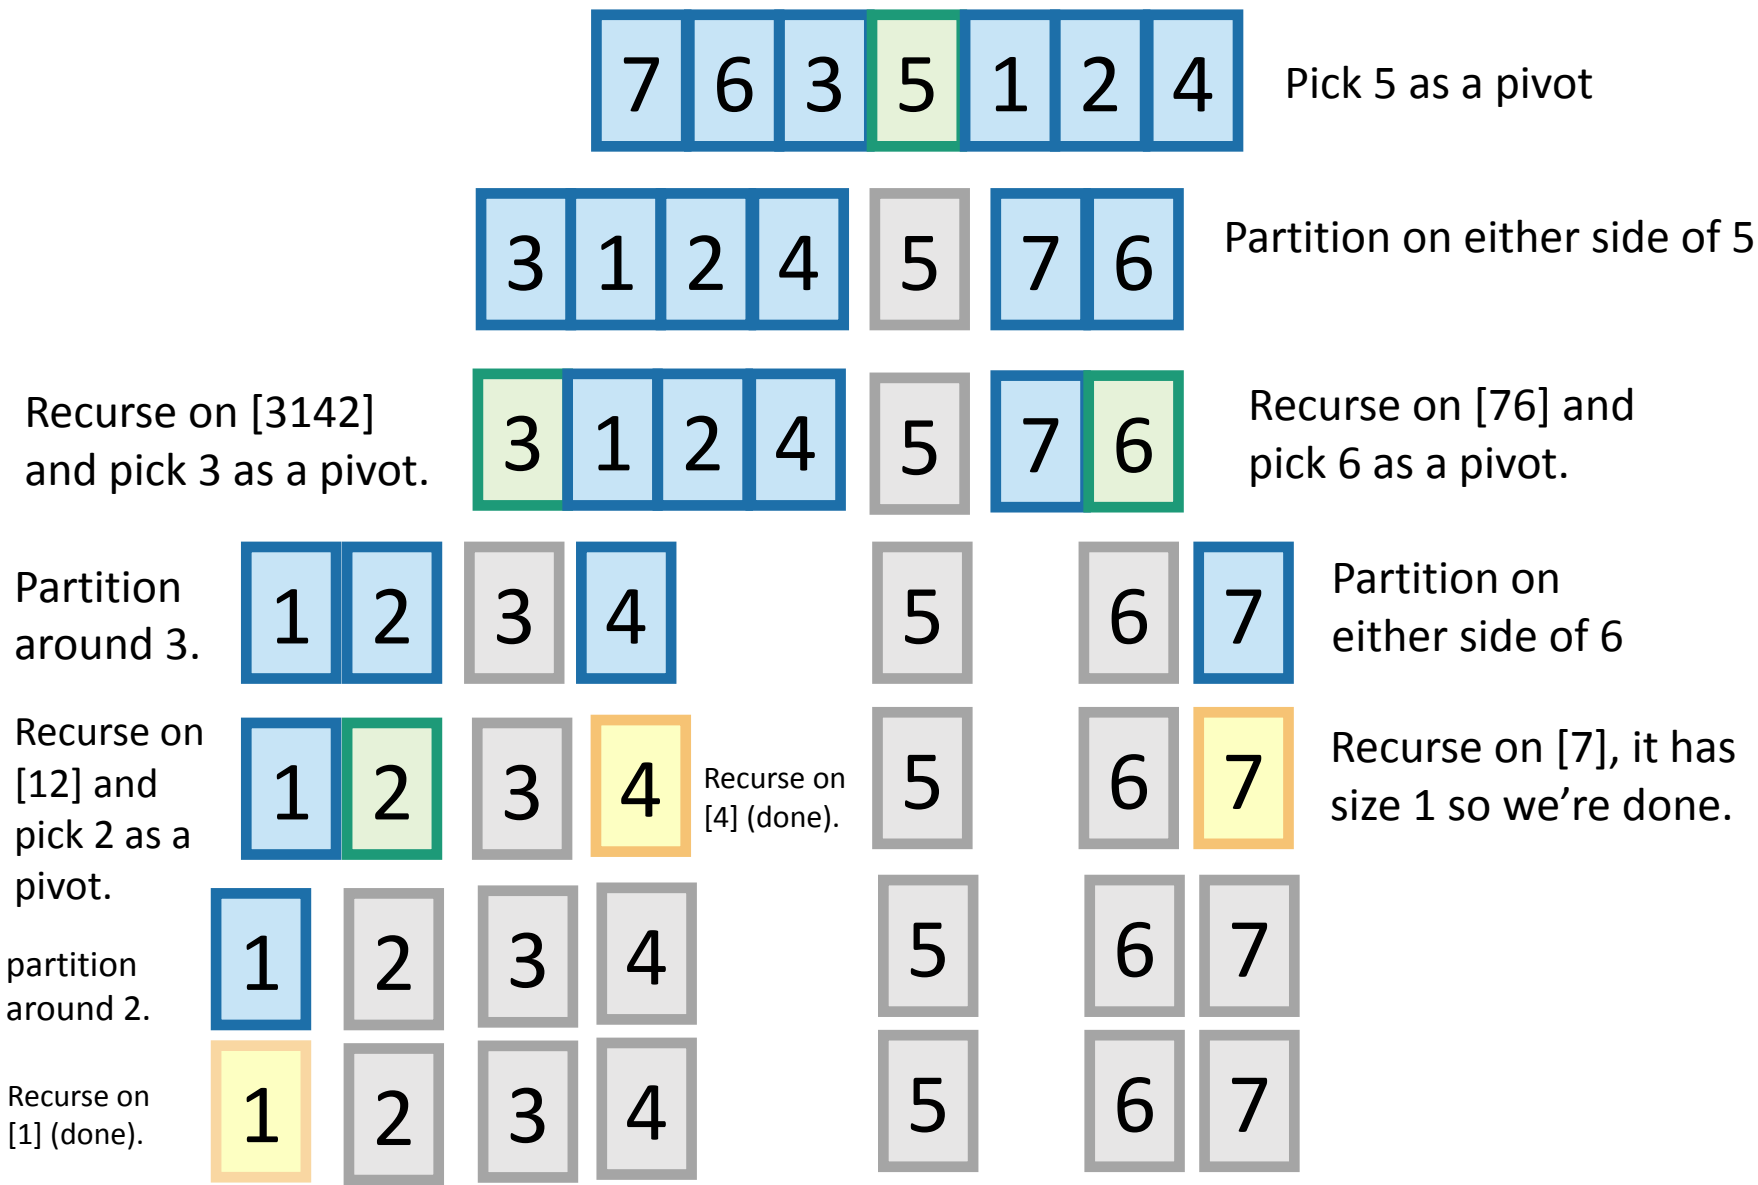 7 6 3 5 1 2 4 Pick 5 as a pivot
3 1 2 4 5 7 6 Partition on either side of 5
Recurse on [3142]
and pick 3 as a pivot.
3 1 2 4 5 7 6
Recurse on [76] and
pick 6 as a pivot.
Partition
around 3.
1 2 3 4 5 6 7
Partition on
either side of 6
Recurse on
[12] and
pick 2 as a
pivot.
1 2 3 4
Recurse on
[4] (done).
5 6 7
Recurse on [7], it has
size 1 so we’re done.
partition
around 2.
1 2 3 4 5 6 7
Recurse on
[1] (done).
1 2 3 4 5 6 7